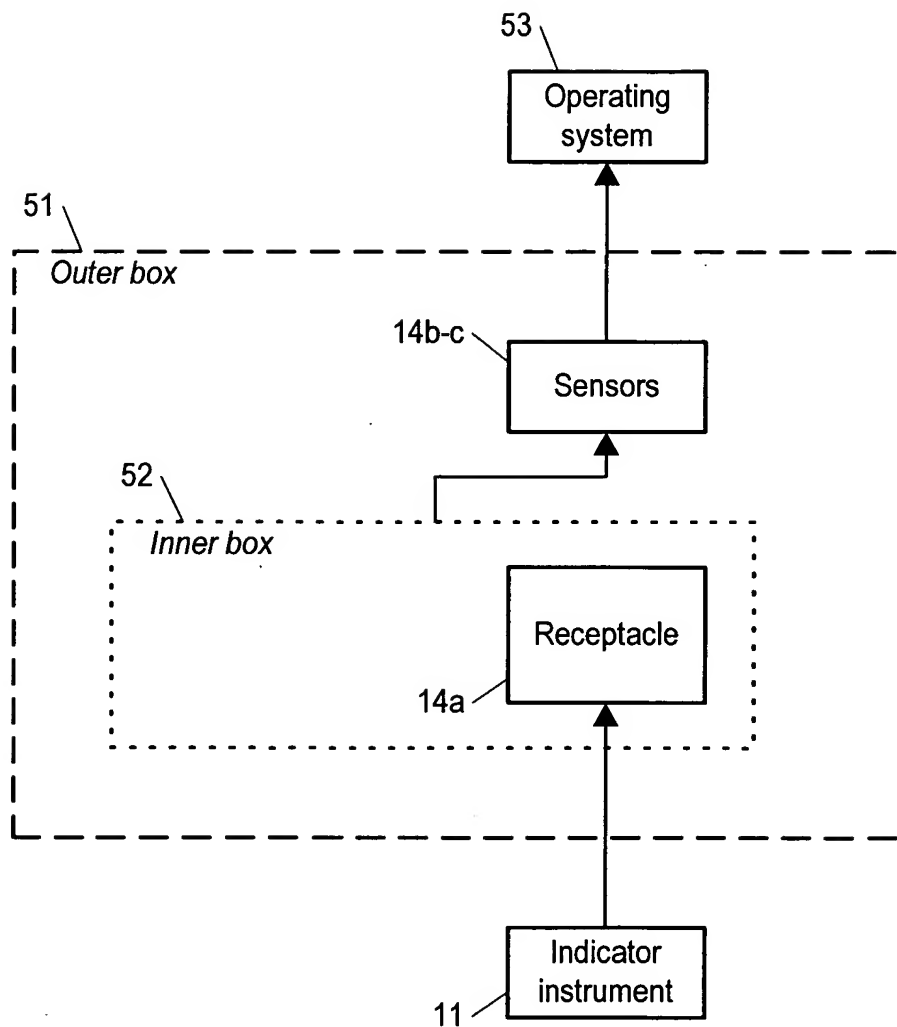 53
Operating
system
51
Outer box
14b-c
Sensors
52
Inner box
Receptacle
14a
Indicator
instrument
11